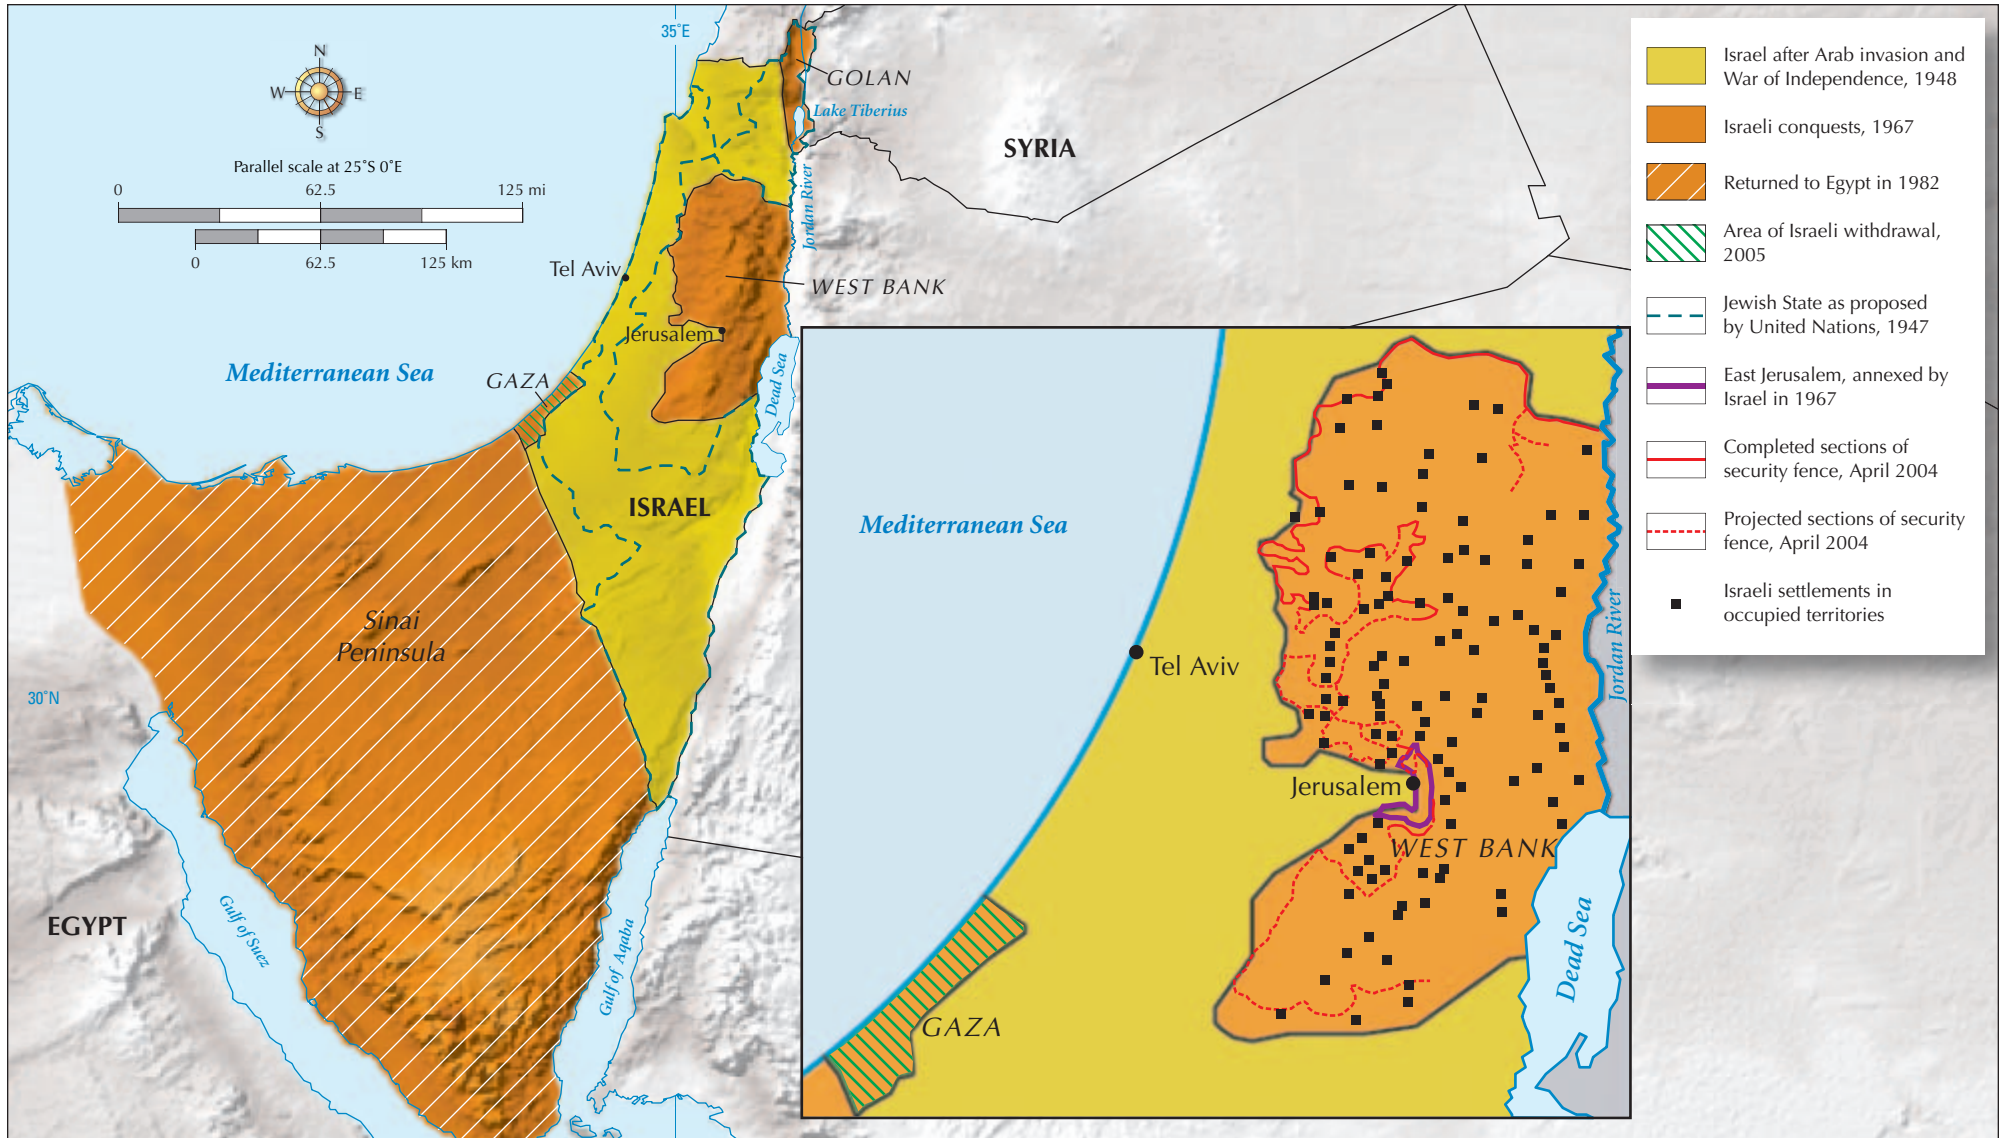 35°E
N
W
E
S
Parallel scale at 25°S 0°E
0
62.5
125 mi
0
62.5
125 km
GOLAN
Lake Tiberius
SYRIA
Jordan River
Tel Aviv
WEST BANK
Jerusalem
Mediterranean Sea
GAZA
Dead Sea
ISRAEL
Sinai
Peninsula
30°N
EGYPT
Gulf of Suez
Gulf of Aqaba
Mediterranean Sea
Tel Aviv
Jordan River
Jerusalem
WEST BANK
Dead Sea
GAZA
Israel after Arab invasion and
War of Independence, 1948
Israeli conquests, 1967
Returned to Egypt in 1982
Area of Israeli withdrawal,
2005
Jewish State as proposed
by United Nations, 1947
East Jerusalem, annexed by
Israel in 1967
Completed sections of
security fence, April 2004
Projected sections of security
fence, April 2004
Israeli settlements in
occupied territories